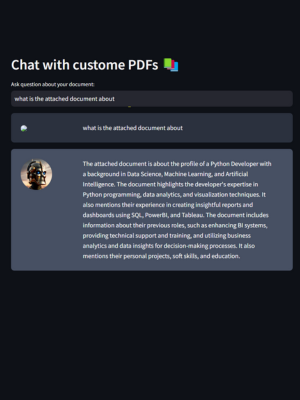 Chat with custome PDFs
Ask question about your document:
what is the attached document about
what is the attached document about
The attached document is about the profile of a Python Developer with
a background in Data Science, Machine Learning, and Artificial
Intelligence. The document highlights the developer's expertise in
Python programming, data analytics, and visualization techniques. It
also mentions their experience in creating insightful reports and
dashboards using SQL, PowerBI, and Tableau. The document includes
information about their previous roles, such as enhancing BI systems,
providing technical support and training, and utilizing business
analytics and data insights for decision-making processes. It also
mentions their personal projects, soft skills, and education.